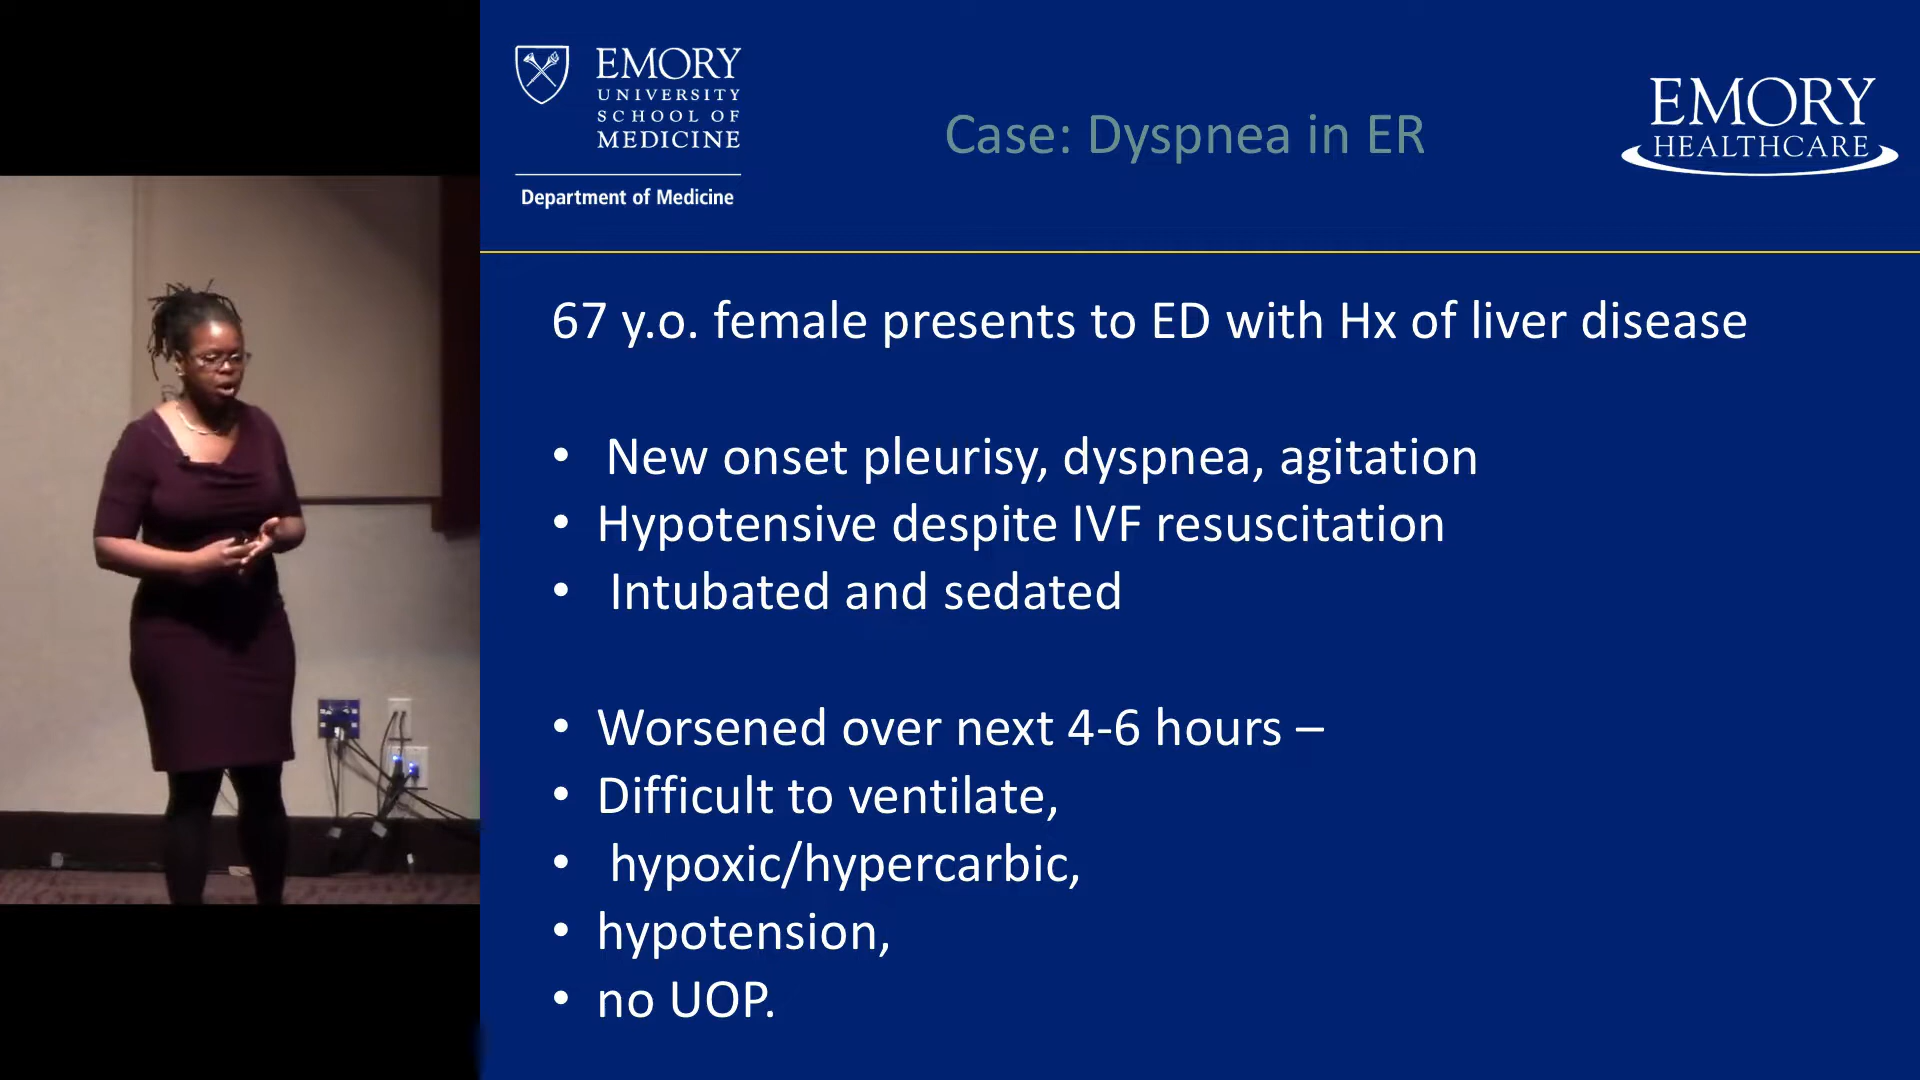 EMORY
UNIVERSITY
SCHOOL OF
MEDICINE
Department of Medicine
Case: Dyspnea in ER
EMORY
HEALTHCARE
67 y.o. female presents to ED with Hx of liver disease
• New onset pleurisy, dyspnea, agitation
• Hypotensive despite IVF resuscitation
• Intubated and sedated
• Worsened over next 4-6 hours –
• Difficult to ventilate,
• hypoxic/hypercarbic,
• hypotension,
• no UOP.